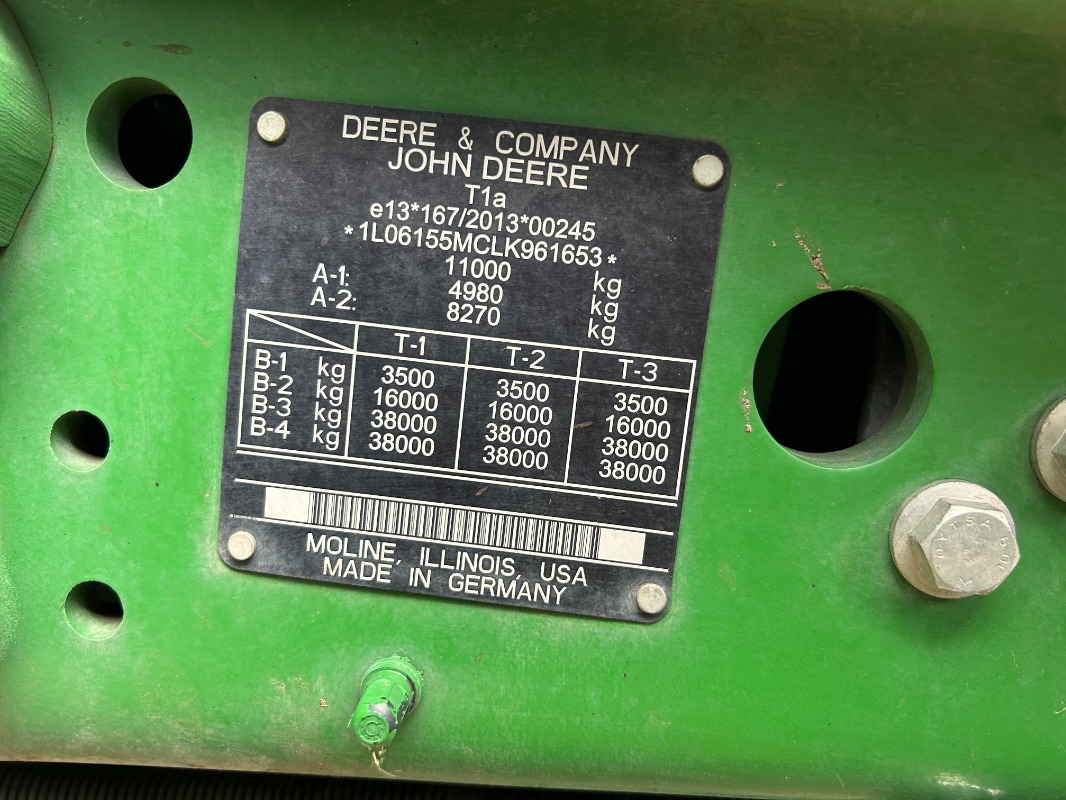 DEERE & COMPANY
JOHN DEERE
T1a
e13*167/2013*00245
*1L06155MCLK961653*
11000 kg
A-1: 4980 kg
A-2: 8270 kg
T-1 T-2 T-3
B-1 kg 3500 3500 3500
B-2 kg 16000 16000 16000
B-3 kg 38000 38000 38000
B-4 kg 38000 38000 38000
MOLINE, ILLINOIS, USA
MADE IN GERMANY